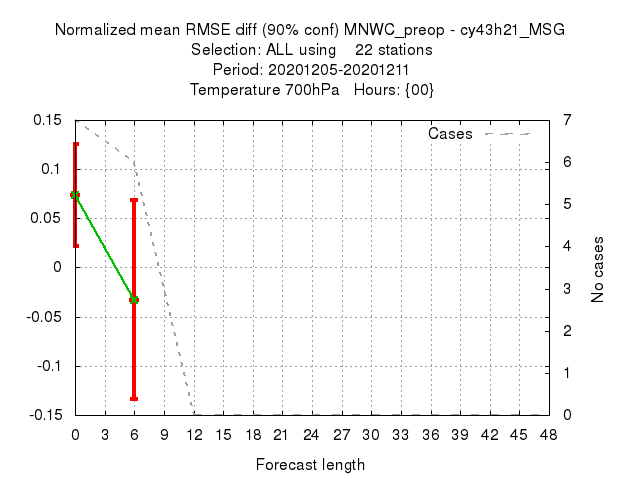 Normalized mean RMSE diff (90% conf) MNWC_preop - cy43h21_MSG
Selection: ALL using 22 stations
Period: 20201205-20201211
Temperature 700hPa Hours: {00}
Cases
0.15
0.1
0.05
0
-0.05
-0.1
-0.15
7
6
5
4
3
2
1
0
No cases
0 3 6 9 12 15 18 21 24 27 30 33 36 39 42 45 48
Forecast length